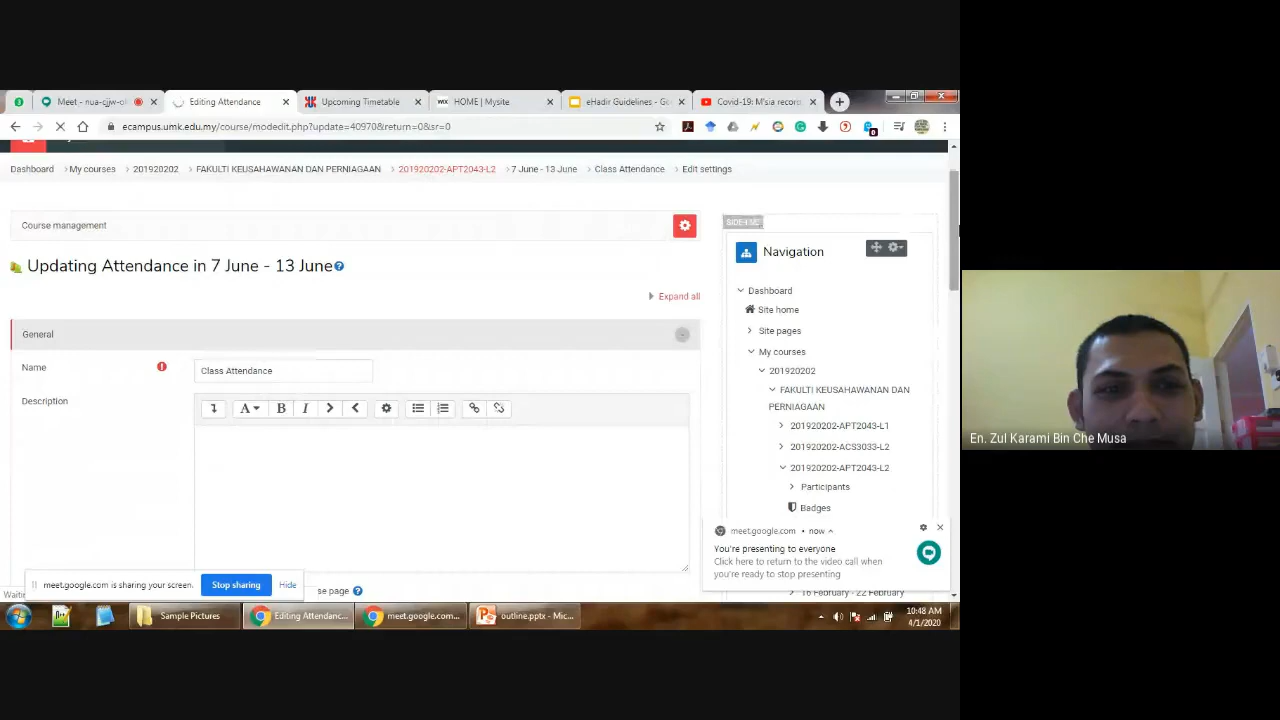 Meet - nua-cjjw-o
Editing Attendance
Upcoming Timetable
WIX
HOME | Mysite
eHadir Guidelines - Go
Covid-19: M'sia record
ecampus.umk.edu.my/course/modedit.php?update=40970&return=0&sr=0
Dashboard > My courses > 201920202 > FAKULTI KEUSAHAWANAN DAN PERNIAGAAN > 201920202-APT2043-L2 > 7 June - 13 June > Class Attendance > Edit settings
Course management
Updating Attendance in 7 June - 13 June
Expand all
General
Name
Class Attendance
Description
A
B
I
se page
Navigation
Dashboard
Site home
Site pages
My courses
201920202
FAKULTI KEUSAHAWANAN DAN
PERNIAGAAN
201920202-APT2043-L1
201920202-ACS3033-L2
201920202-APT2043-L2
Participants
Badges
16 February - 22 February
meet.google.com • now
You're presenting to everyone
Click here to return to the video call when
you're ready to stop presenting
meet.google.com is sharing your screen.
Stop sharing
Hide
Sample Pictures
Editing Attendanc...
meet.google.com...
outline.pptx - Mic...
10:48 AM
4/1/2020
En. Zul Karami Bin Che Musa